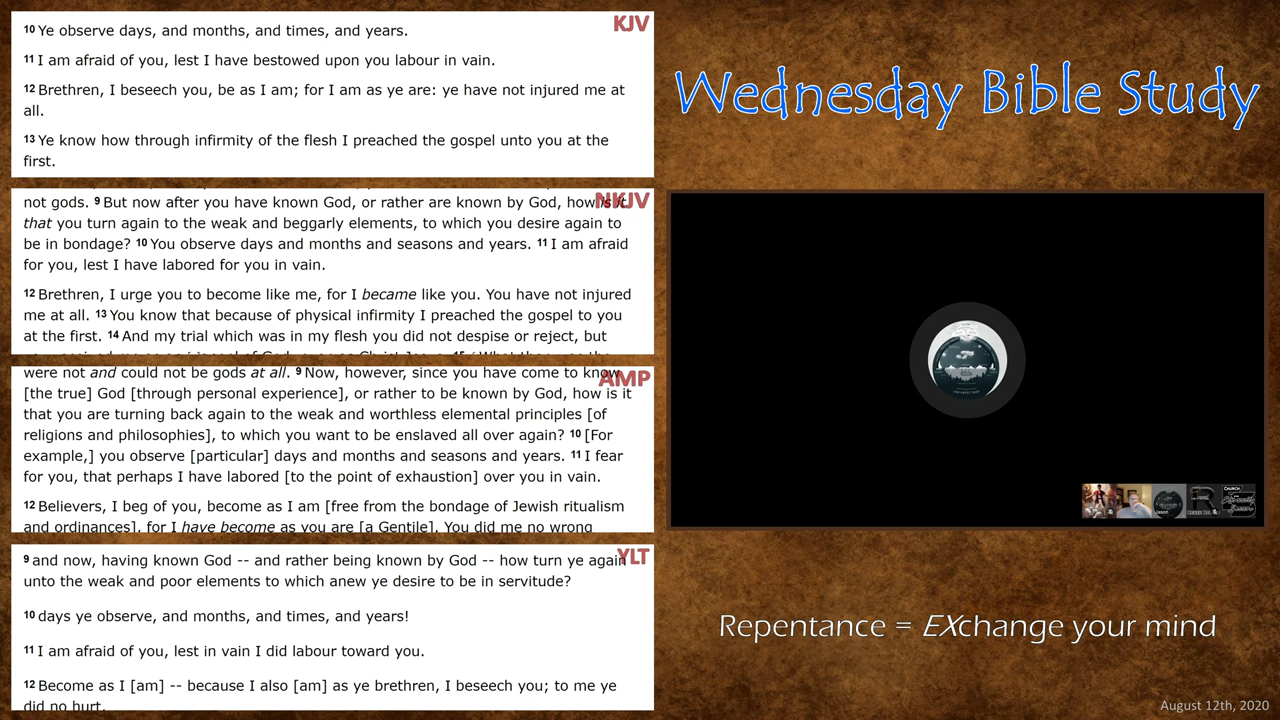 KJV
10 Ye observe days, and months, and times, and years.
11 I am afraid of you, lest I have bestowed upon you labour in vain.
12 Brethren, I beseech you, be as I am; for I am as ye are: ye have not injured me at
all.
13 Ye know how through infirmity of the flesh I preached the gospel unto you at the
first.
NKJV
not gods. 9 But now after you have known God, or rather are known by God, how is it
that you turn again to the weak and beggarly elements, to which you desire again to
be in bondage? 10 You observe days and months and seasons and years. 11 I am afraid
for you, lest I have labored for you in vain.
12 Brethren, I urge you to become like me, for I became like you. You have not injured
me at all. 13 You know that because of physical infirmity I preached the gospel to you
at the first. 14 And my trial which was in my flesh you did not despise or reject, but
AMP
were not and could not be gods at all. 9 Now, however, since you have come to know
[the true] God [through personal experience], or rather to be known by God, how is it
that you are turning back again to the weak and worthless elemental principles [of
religions and philosophies], to which you want to be enslaved all over again? 10 [For
example,] you observe [particular] days and months and seasons and years. 11 I fear
for you, that perhaps I have labored [to the point of exhaustion] over you in vain.
12 Believers, I beg of you, become as I am [free from the bondage of Jewish ritualism
and ordinances], for I have become as you are [a Gentile]. You did me no wrong
YLT
9 and now, having known God -- and rather being known by God -- how turn ye again
unto the weak and poor elements to which anew ye desire to be in servitude?
10 days ye observe, and months, and times, and years!
11 I am afraid of you, lest in vain I did labour toward you.
12 Become as I [am] -- because I also [am] as ye brethren, I beseech you; to me ye
did no hurt.
Wednesday Bible Study
Jason
CHURCH
Repentance = EXchange your mind
August 12th, 2020